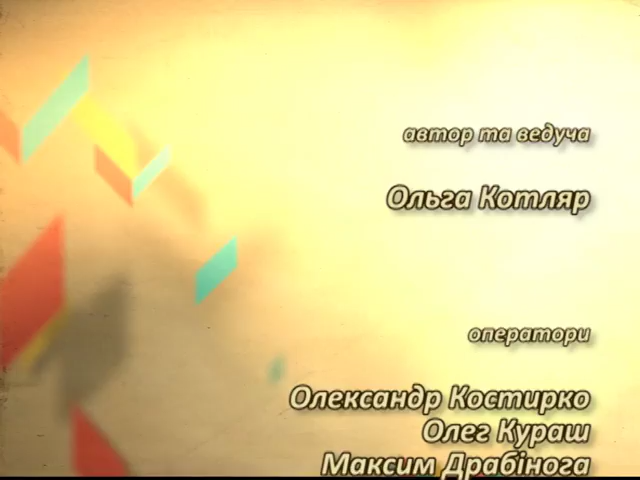 автор та ведуча
Ольга Котляр
оператори
Олександр Костирко
Олег Кураш
Максим Драбінога